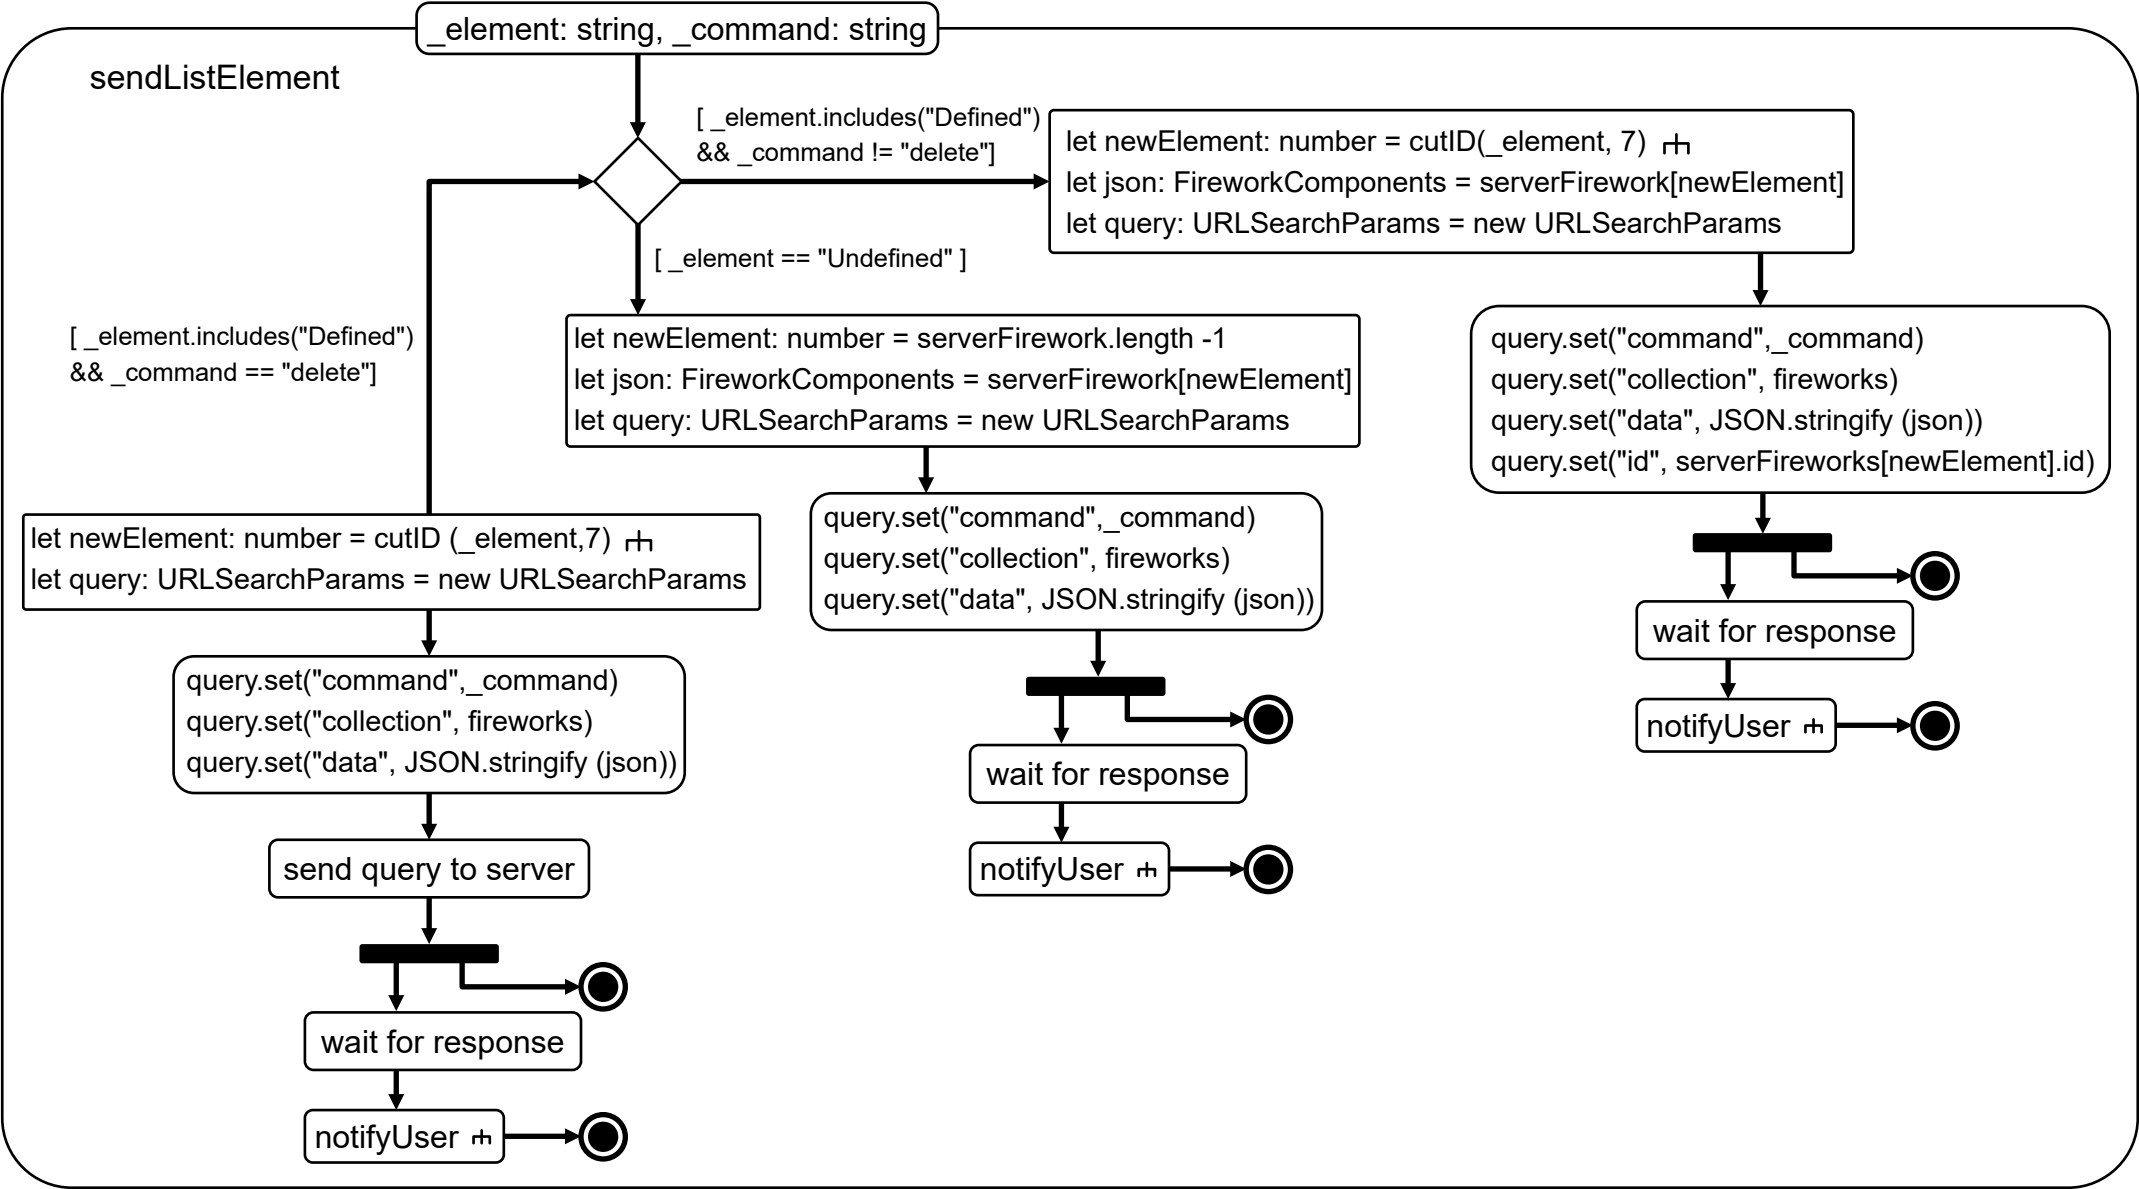 _element: string, _command: string
sendListElement
[ _element.includes("Defined")
&& _command != "delete"]
let newElement: number = cutID(_element, 7)
let json: FireworkComponents = serverFirework[newElement]
let query: URLSearchParams = new URLSearchParams
[ _element == "Undefined" ]
[ _element.includes("Defined")
&& _command == "delete"]
let newElement: number = serverFirework.length -1
let json: FireworkComponents = serverFirework[newElement]
let query: URLSearchParams = new URLSearchParams
query.set("command",_command)
query.set("collection", fireworks)
query.set("data", JSON.stringify (json))
query.set("id", serverFireworks[newElement].id)
let newElement: number = cutID (_element,7)
let query: URLSearchParams = new URLSearchParams
query.set("command",_command)
query.set("collection", fireworks)
query.set("data", JSON.stringify (json))
wait for response
notifyUser
query.set("command",_command)
query.set("collection", fireworks)
query.set("data", JSON.stringify (json))
wait for response
notifyUser
send query to server
wait for response
notifyUser